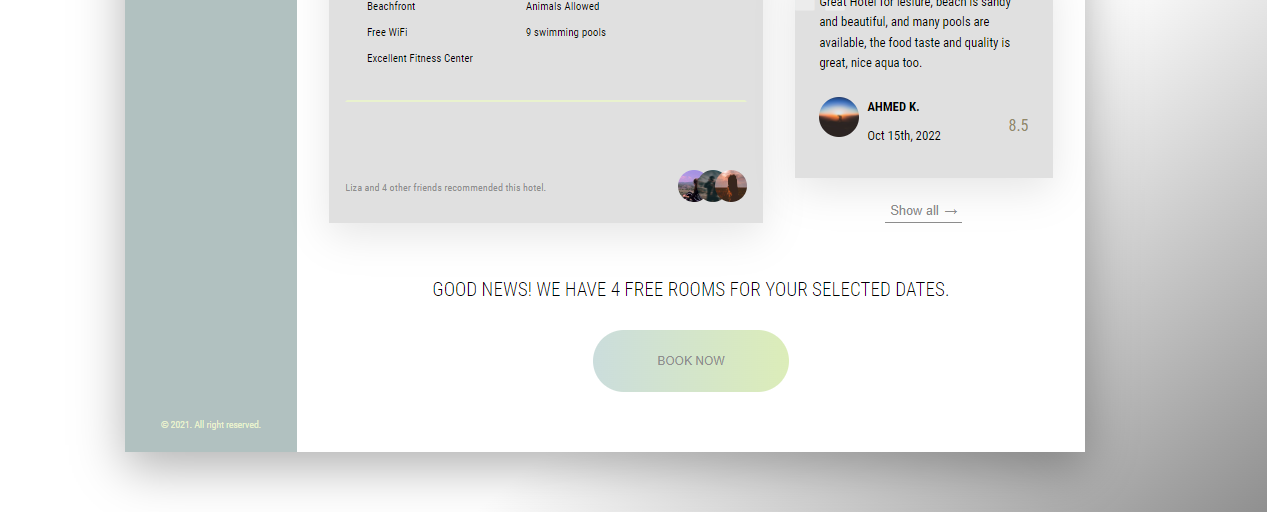 Beachfront
Animals Allowed
Free WiFi
9 swimming pools
Excellent Fitness Center
Liza and 4 other friends recommended this hotel.
Great Hotel for lesiure, beach is sandy
and beautiful, and many pools are
available, the food taste and quality is
great, nice aqua too.
AHMED K.
Oct 15th, 2022
8.5
Show all →
GOOD NEWS! WE HAVE 4 FREE ROOMS FOR YOUR SELECTED DATES.
BOOK NOW
© 2021. All right reserved.